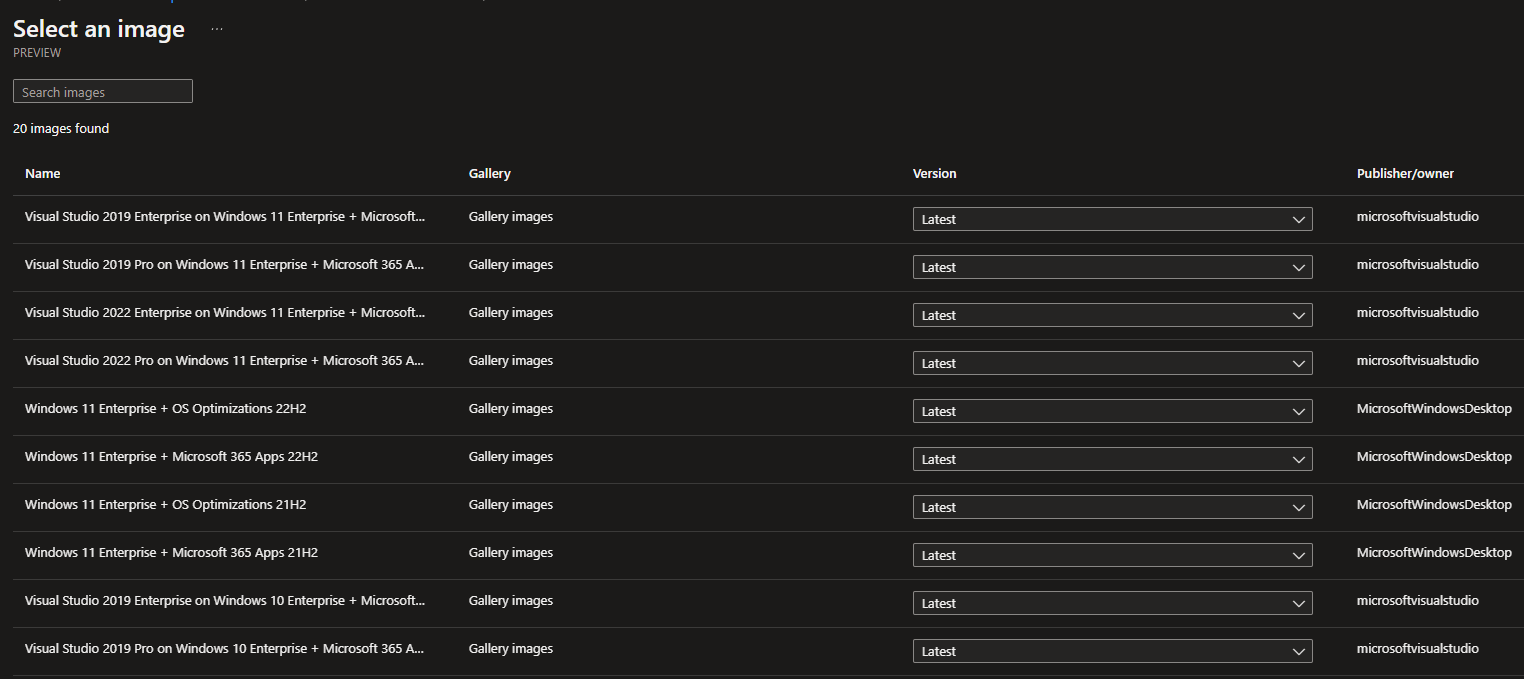 Select an image ...
PREVIEW
Search images
20 images found
Name Gallery Version Publisher/owner
Visual Studio 2019 Enterprise on Windows 11 Enterprise + Microsoft... Gallery images Latest microsoftvisualstudio
Visual Studio 2019 Pro on Windows 11 Enterprise + Microsoft 365 A... Gallery images Latest microsoftvisualstudio
Visual Studio 2022 Enterprise on Windows 11 Enterprise + Microsoft... Gallery images Latest microsoftvisualstudio
Visual Studio 2022 Pro on Windows 11 Enterprise + Microsoft 365 A... Gallery images Latest microsoftvisualstudio
Windows 11 Enterprise + OS Optimizations 22H2 Gallery images Latest MicrosoftWindowsDesktop
Windows 11 Enterprise + Microsoft 365 Apps 22H2 Gallery images Latest MicrosoftWindowsDesktop
Windows 11 Enterprise + OS Optimizations 21H2 Gallery images Latest MicrosoftWindowsDesktop
Windows 11 Enterprise + Microsoft 365 Apps 21H2 Gallery images Latest MicrosoftWindowsDesktop
Visual Studio 2019 Enterprise on Windows 10 Enterprise + Microsoft... Gallery images Latest microsoftvisualstudio
Visual Studio 2019 Pro on Windows 10 Enterprise + Microsoft 365 A... Gallery images Latest microsoftvisualstudio